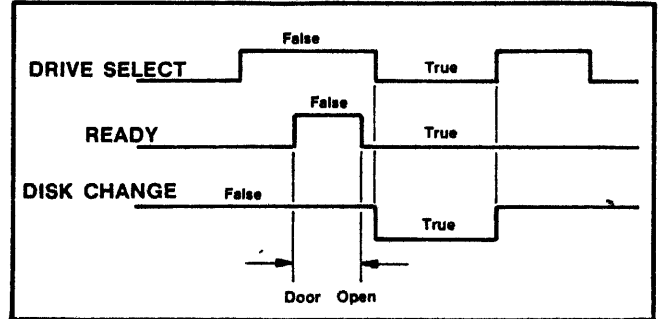 False
DRIVE SELECT
True
False
READY
True
DISK CHANGE
False
True
Door Open